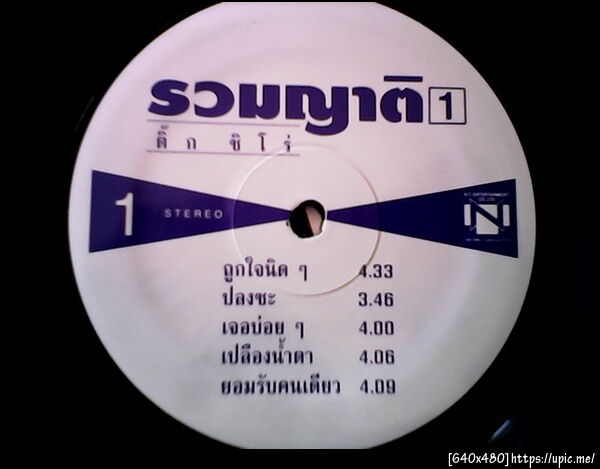 รวมญาติ 1
ติ๊ก ชิโร่
1 STEREO
N
ถูกใจนิด ๆ 4.33
ปลงซะ 3.46
เจอบ่อย ๆ 4.00
เปลืองน้ำตา 4.06
ยอมรับคนเดียว 4.09
[640x480]https://upic.me/